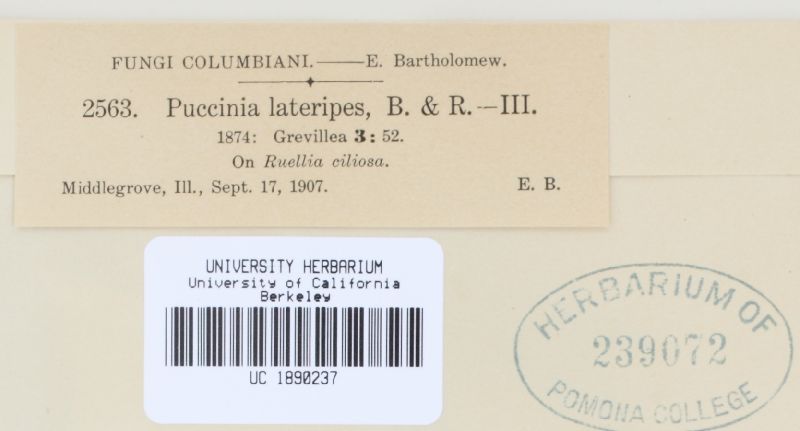 FUNGI COLUMBIANI.——E. Bartholomew.
2563. Puccinia lateripes, B. & R.—III.
1874: Grevillea 3: 52.
On Ruellia ciliosa.
Middlegrove, Ill., Sept. 17, 1907. E. B.
UNIVERSITY HERBARIUM
University of California
Berkeley
UC 1890237
HERBARIUM OF
239072
POMONA COLLEGE